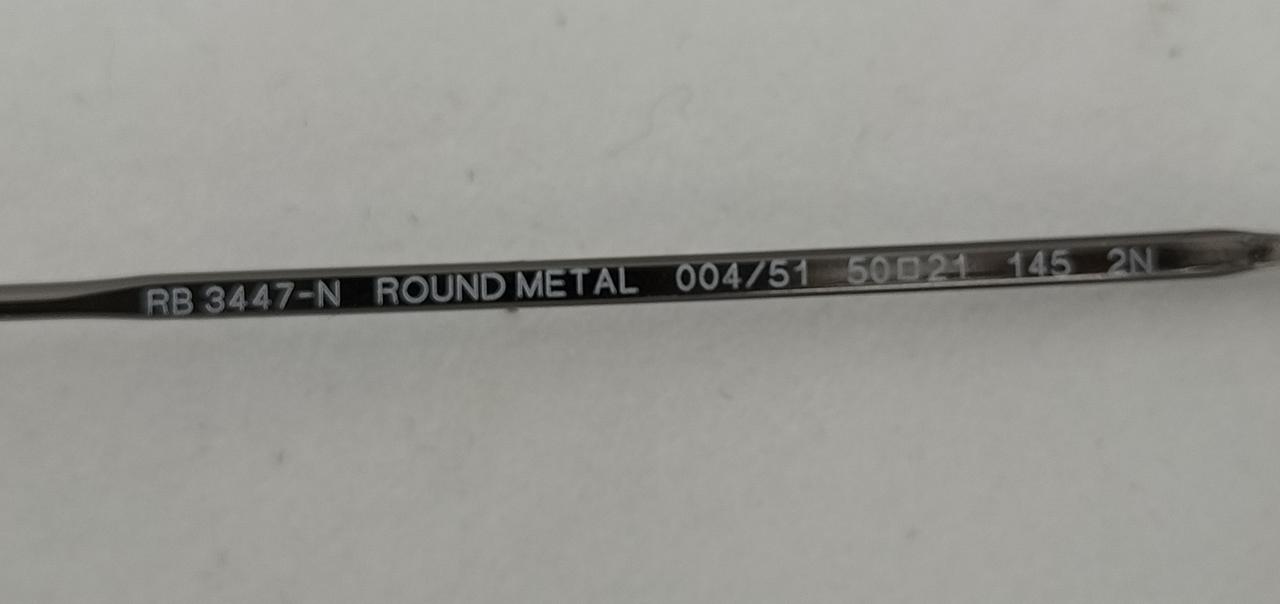 RB 3447-N ROUND METAL 004/51 50□21 145 2N